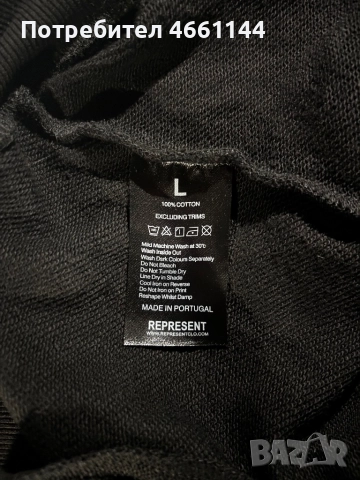 Потребител 4661144
L
100% COTTON
EXCLUDING TRIMS
Mild Machine Wash at 30°c
Wash Inside Out
Wash Dark Colours Separately
Do Not Bleach
Do Not Tumble Dry
Line Dry in Shade
Cool Iron on Reverse
Do Not Iron on Print
Reshape Whilst Damp
MADE IN PORTUGAL
REPRESENT
WWW.REPRESENTCLO.COM
BAZAR